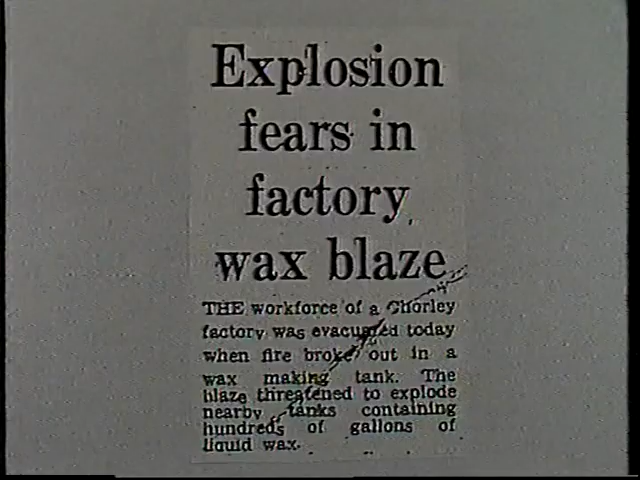 Explosion
fears in
factory
wax blaze
THE workforce of a Chorley
factory was evacuated today
when fire broke out in a
wax making tank. The
blaze threatened to explode
nearby tanks containing
hundreds of gallons of
liquid wax.